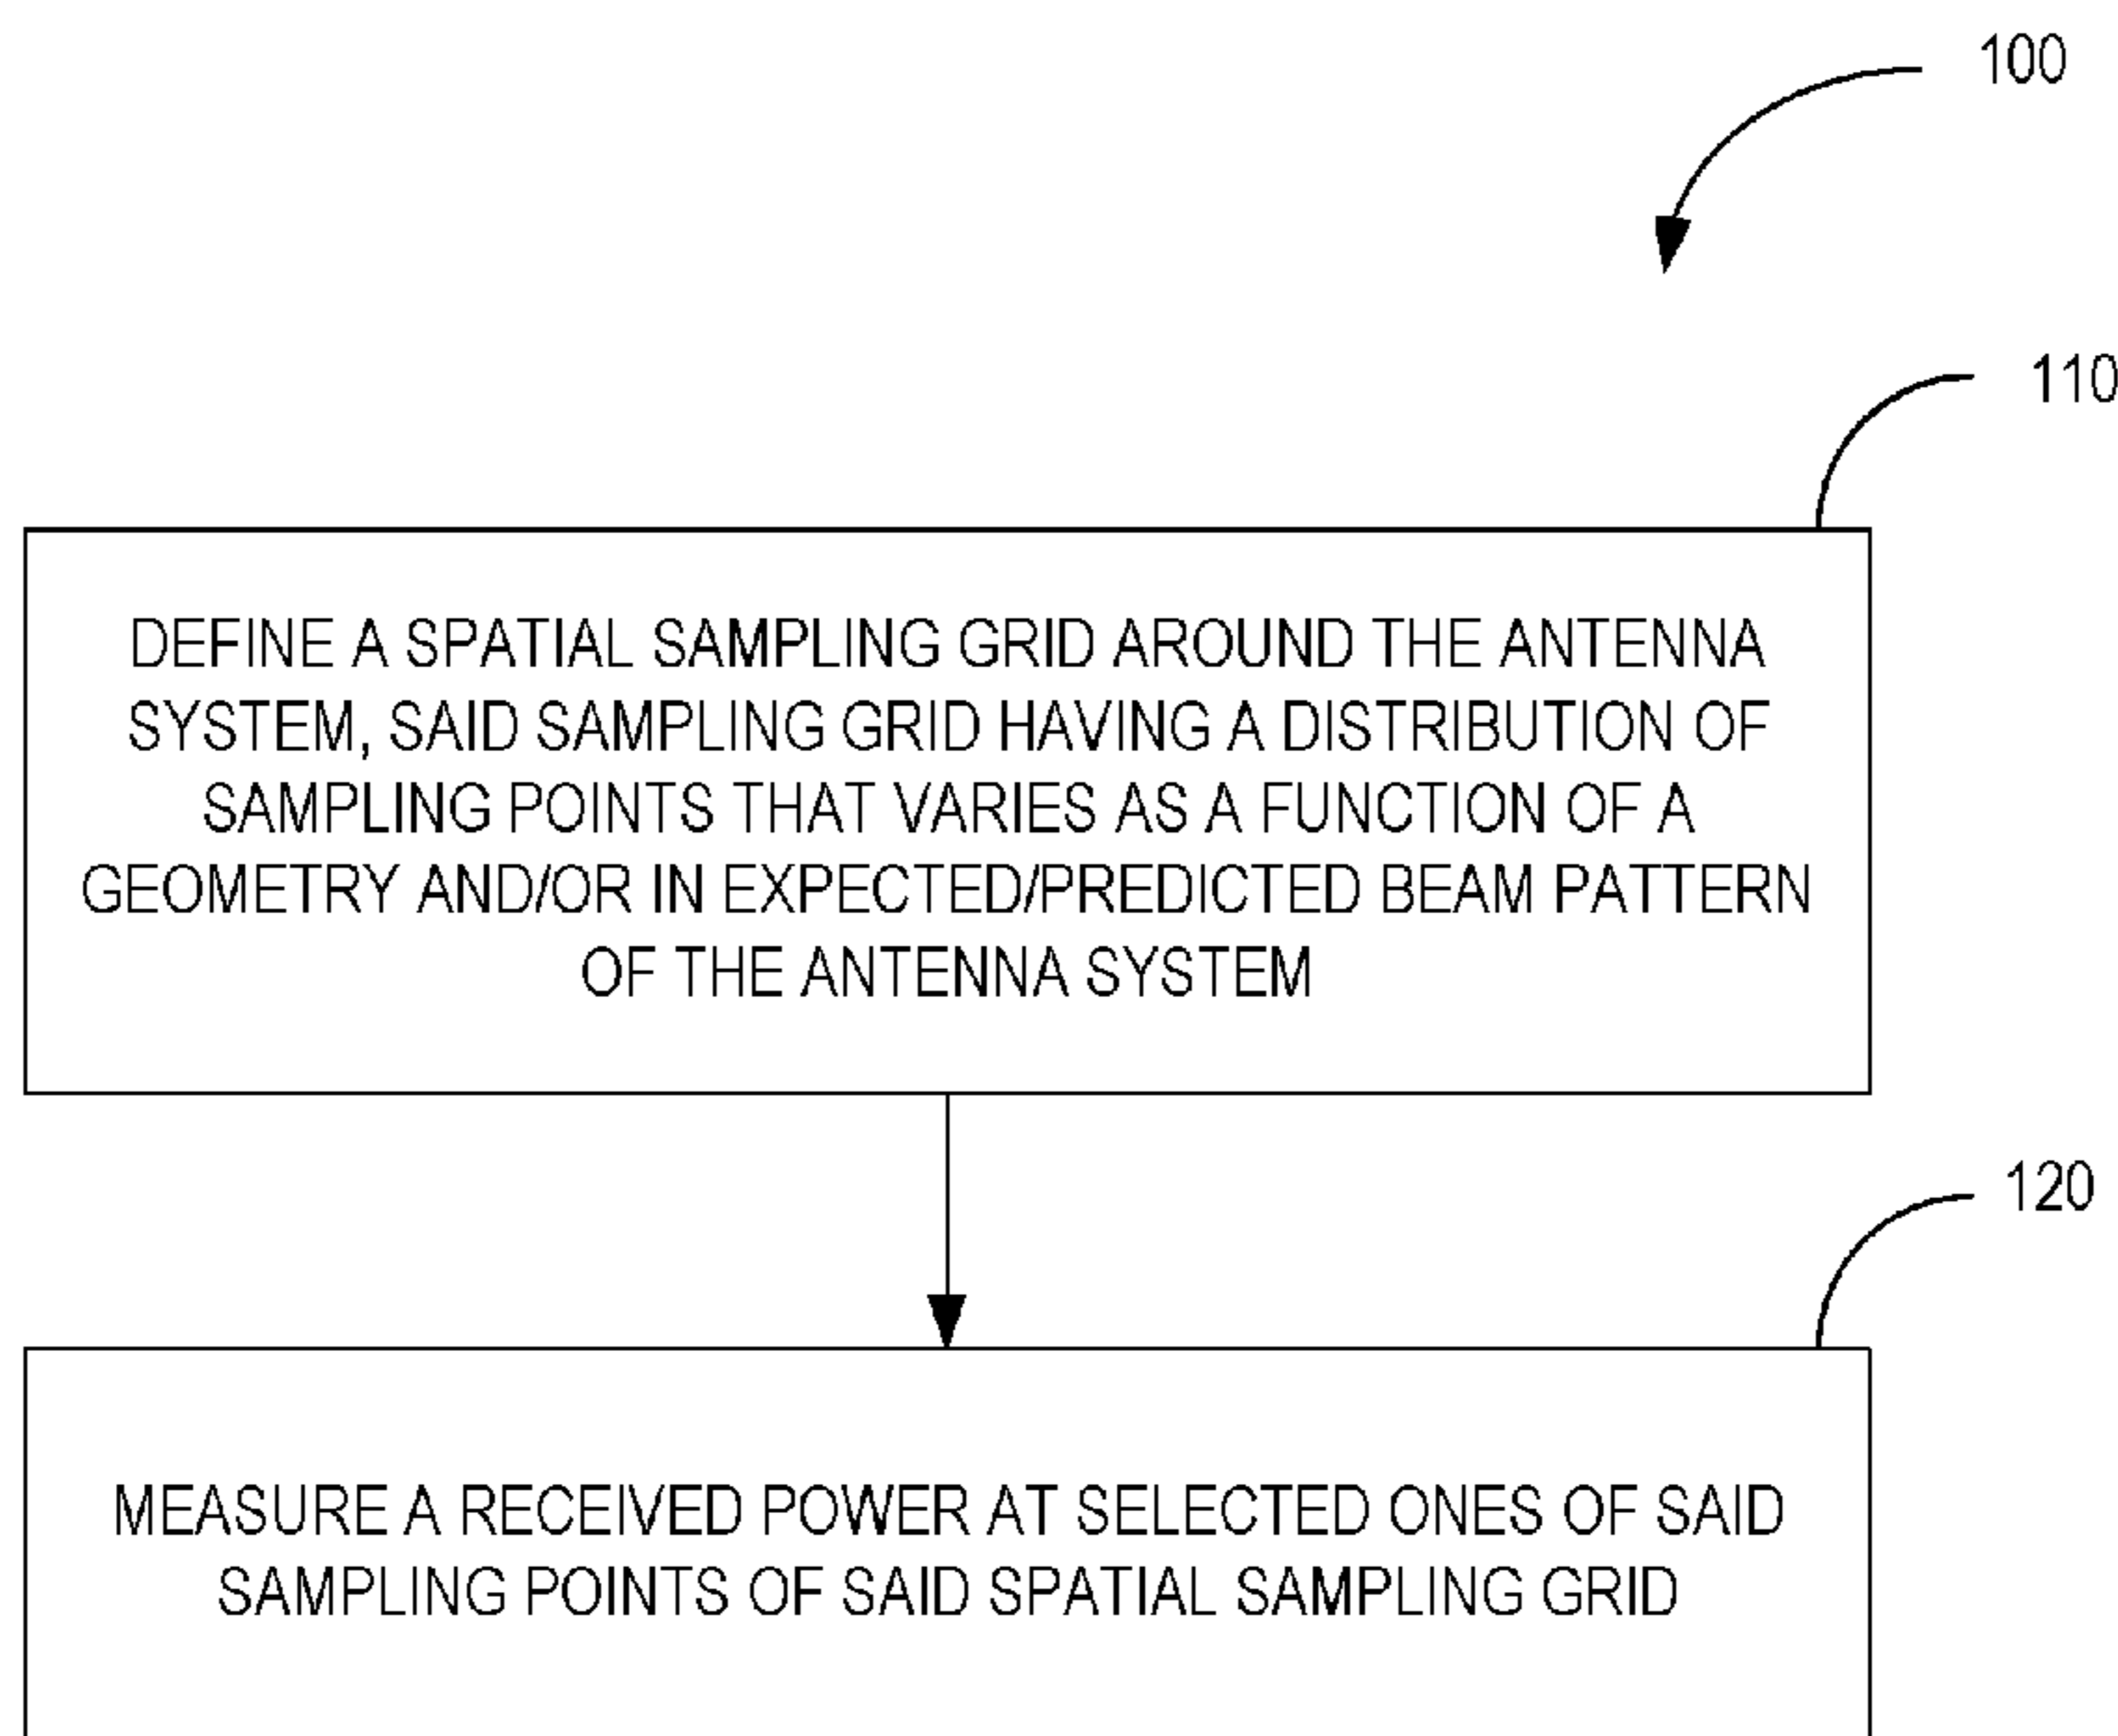 100
110
DEFINE A SPATIAL SAMPLING GRID AROUND THE ANTENNA
SYSTEM, SAID SAMPLING GRID HAVING A DISTRIBUTION OF
SAMPLING POINTS THAT VARIES AS A FUNCTION OF A
GEOMETRY AND/OR IN EXPECTED/PREDICTED BEAM PATTERN
OF THE ANTENNA SYSTEM
120
MEASURE A RECEIVED POWER AT SELECTED ONES OF SAID
SAMPLING POINTS OF SAID SPATIAL SAMPLING GRID